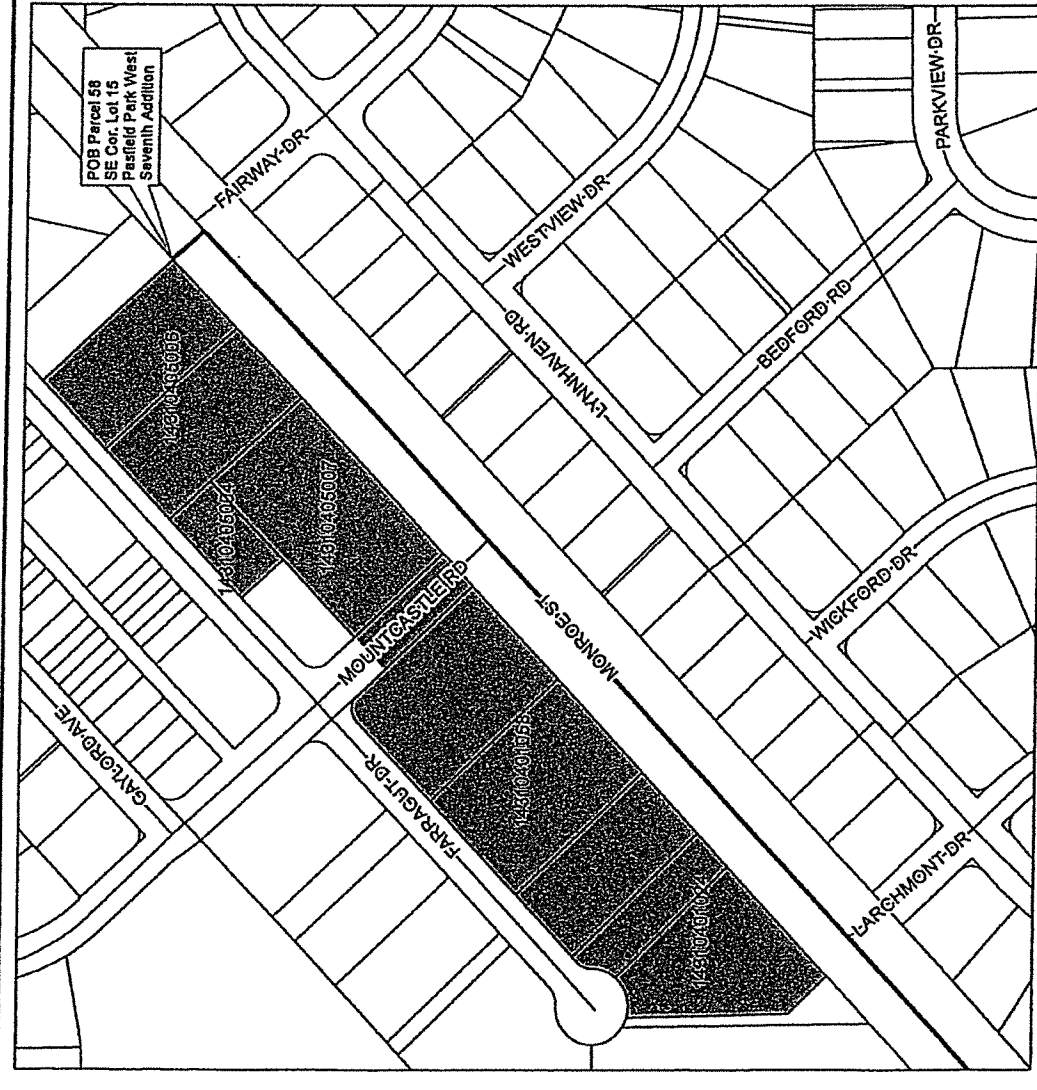 POB Parcel 58
SE Cor. Lot 15
Pasfield Park West
Seventh Addition
FAIRWAY-DR
PARKVIEW-DR
WESTVIEW-DR
LYNNHAVEN-RD
BEDFORD-RD
MOUNTCASTLE-RD
MONROE-ST
WICKFORD-DR
GAYLORD-AVE
FARRAGUT-DR
LARCHMONT-DR